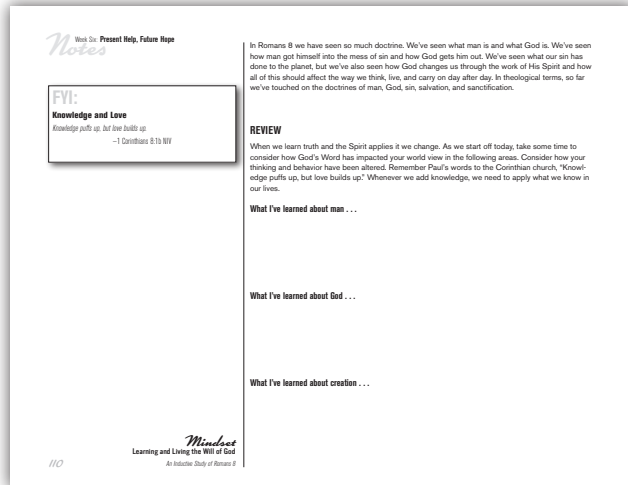 Week Six: Present Help, Future Hope
Notes
FYI:
Knowledge and Love
Knowledge puffs up, but love builds up.
–1 Corinthians 8:1b NIV
In Romans 8 we have seen so much doctrine. We've seen what man is and what God is. We've seen
how man got himself into the mess of sin and how God gets him out. We've seen what our sin has
done to the planet, but we've also seen how God changes us through the work of His Spirit and how
all of this should affect the way we think, live, and carry on day after day. In theological terms, so far
we've touched on the doctrines of man, God, sin, salvation, and sanctification.
REVIEW
When we learn truth and the Spirit applies it we change. As we start off today, take some time to
consider how God's Word has impacted your world view in the following areas. Consider how your
thinking and behavior have been altered. Remember Paul's words to the Corinthian church, "Knowl-
edge puffs up, but love builds up." Whenever we add knowledge, we need to apply what we know in
our lives.
What I've learned about man . . .
What I've learned about God . . .
What I've learned about creation . . .
Mindset
Learning and Living the Will of God
110
An Inductive Study of Romans 8